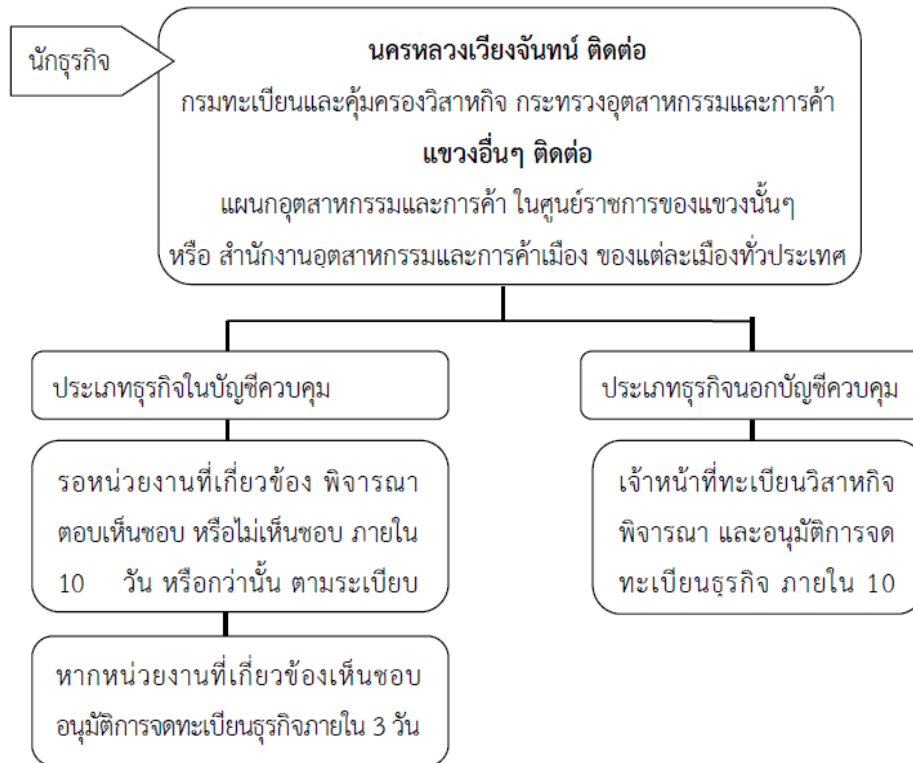 นักธุรกิจ
นครหลวงเวียงจันทน์ ติดต่อ
กรมทะเบียนและคุ้มครองวิสาหกิจ กระทรวงอุตสาหกรรมและการค้า
แขวงอื่นๆ ติดต่อ
แผนกอุตสาหกรรมและการค้า ในศูนย์ราชการของแขวงนั้นๆ
หรือ สำนักงานอุตสาหกรรมและการค้าเมือง ของแต่ละเมืองทั่วประเทศ
ประเภทธุรกิจในบัญชีควบคุม
รอหน่วยงานที่เกี่ยวข้อง พิจารณา
ตอบเห็นชอบ หรือไม่เห็นชอบ ภายใน
10 วัน หรือกว่านั้น ตามระเบียบ
หากหน่วยงานที่เกี่ยวข้องเห็นชอบ
อนุมัติการจดทะเบียนธุรกิจภายใน 3 วัน
ประเภทธุรกิจนอกบัญชีควบคุม
เจ้าหน้าที่ทะเบียนวิสาหกิจ
พิจารณา และอนุมัติการจด
ทะเบียนธุรกิจ ภายใน 10